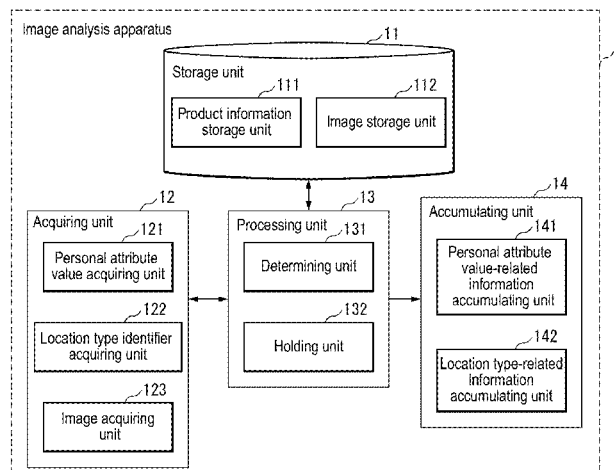 Image analysis apparatus
11
Storage unit
111
112
Product information
storage unit
Image storage unit
12
13
14
Acquiring unit
Processing unit
Accumulating unit
121
131
141
Personal attribute
value acquiring unit
Determining unit
Personal attribute
value-related
information
accumulating unit
122
132
Location type identifier
acquiring unit
Holding unit
142
Location type-related
Information
accumulating unit
123
Image acquiring
unit